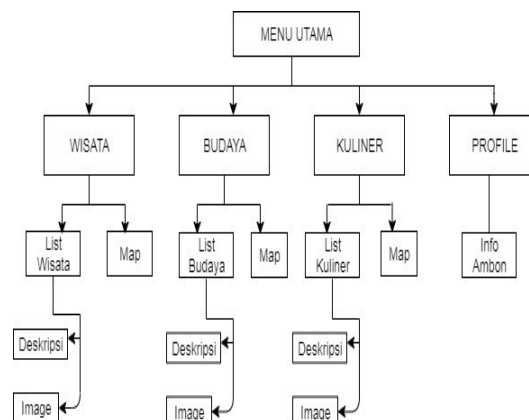 MENU UTAMA
WISATA
BUDAYA
KULINER
PROFILE
List
Wisata
Map
List
Budaya
Map
List
Kuliner
Map
Info
Ambon
Deskripsi
Deskripsi
Deskripsi
Image
Image
Image